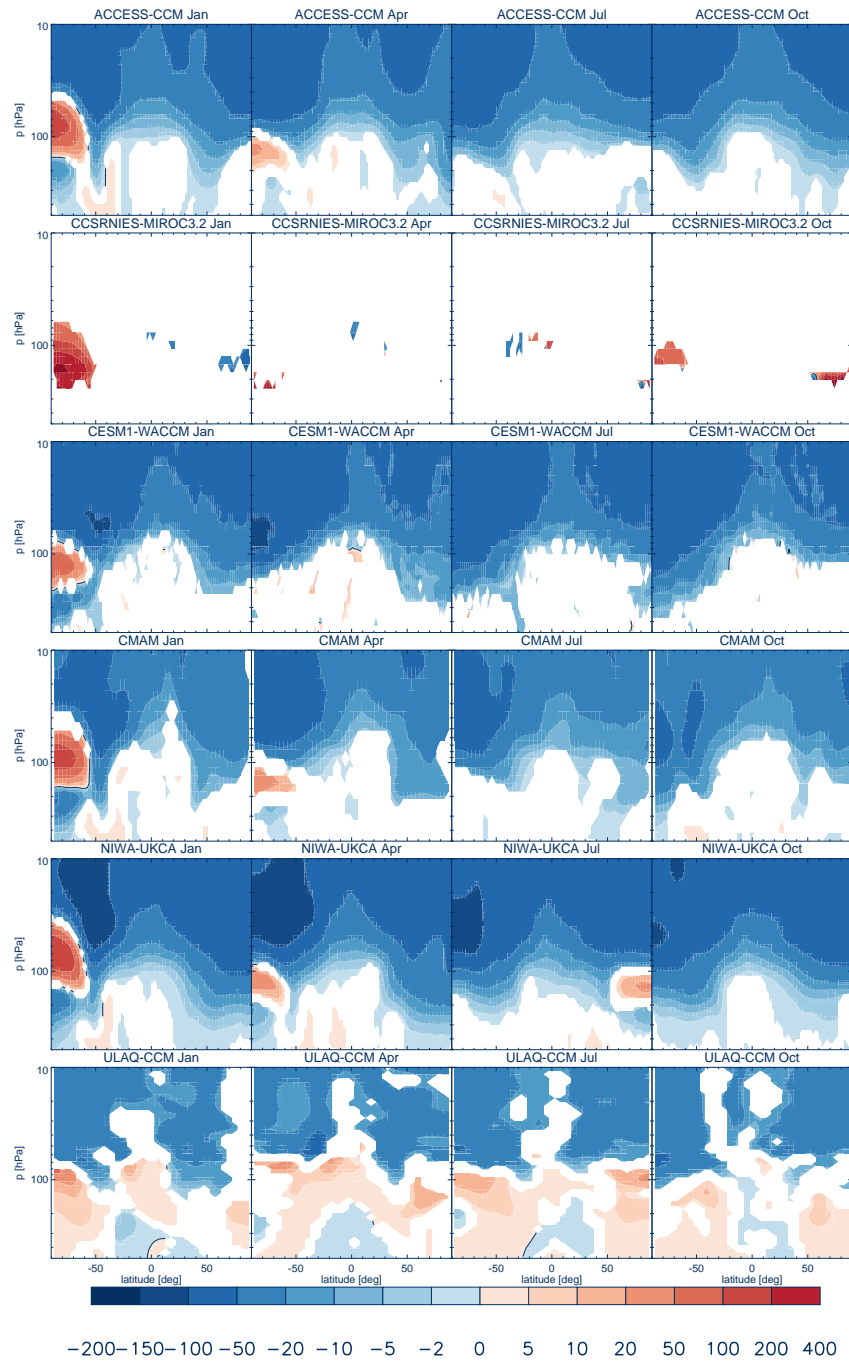 ACCESS-CCM Jan ACCESS-CCM Apr ACCESS-CCM Jul ACCESS-CCM Oct
10
p [hPa]
100
CCSRNIES-MIROC3.2 Jan CCSRNIES-MIROC3.2 Apr CCSRNIES-MIROC3.2 Jul CCSRNIES-MIROC3.2 Oct
10
p [hPa]
100
CESM1-WACCM Jan CESM1-WACCM Apr CESM1-WACCM Jul CESM1-WACCM Oct
10
p [hPa]
100
CMAM Jan CMAM Apr CMAM Jul CMAM Oct
10
p [hPa]
100
NIWA-UKCA Jan NIWA-UKCA Apr NIWA-UKCA Jul NIWA-UKCA Oct
10
p [hPa]
100
ULAQ-CCM Jan ULAQ-CCM Apr ULAQ-CCM Jul ULAQ-CCM Oct
10
p [hPa]
100
-50 0 50 -50 0 50 -50 0 50 -50 0 50
latitude [deg] latitude [deg] latitude [deg] latitude [deg]
−200 −150 −100 −50 −20 −10 −5 −2 0 5 10 20 50 100 200 400